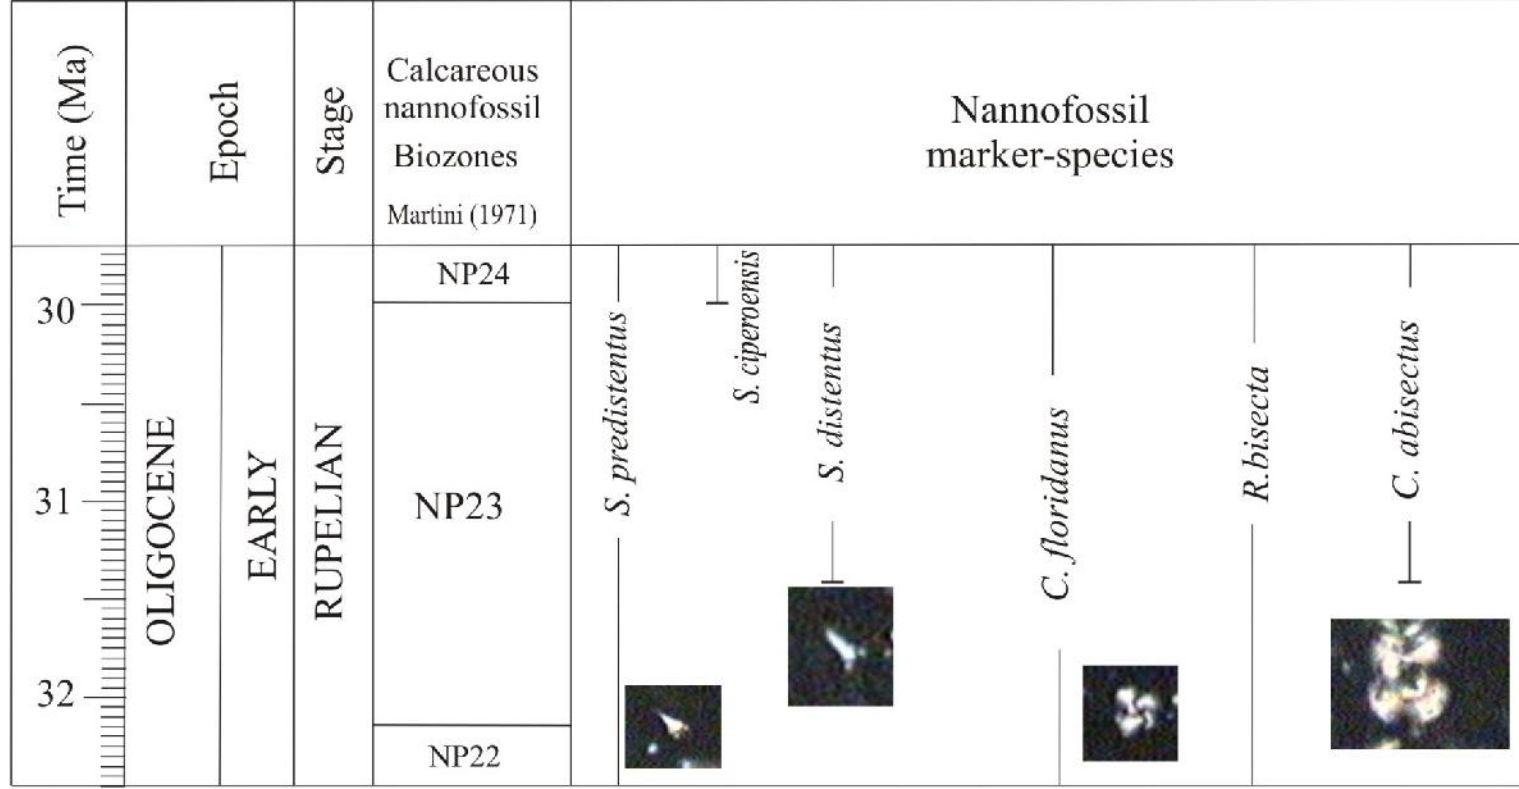 Time (Ma)
Epoch
Stage
Calcareous
nannofossil
Biozones
Martini (1971)
Nannofossil
marker-species
30
31
32
OLIGOCENE
EARLY
RUPELIAN
NP24
NP23
NP22
S. predistentus
S. ciperoensis
S. distentus
C. floridanus
R.bisecta
C. abisectus